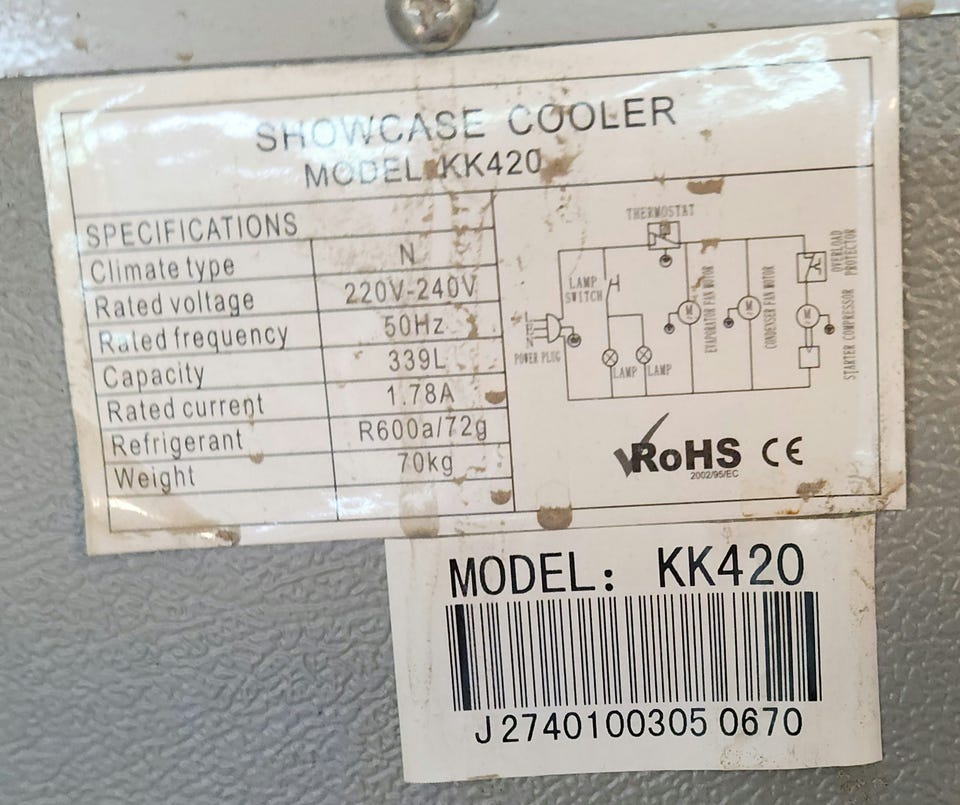 SHOWCASE COOLER
MODEL KK420
SPECIFICATIONS
Climate type N
Rated voltage 220V-240V
Rated frequency 50Hz
Capacity 339L
Rated current 1.78A
Refrigerant R600a/72g
Weight 70kg
THERMOSTAT
LAMP
SWITCH
L
N
POWER PLUG
LAMP
LAMP
M
EVAPORATOR FAN MOTOR
M
CONDENSER FAN MOTOR
OVERLOAD
PROTECTOR
M
STARTER COMPRESSOR
RoHS CE
2002/95/EC
MODEL: KK420
J 2740100305 0670